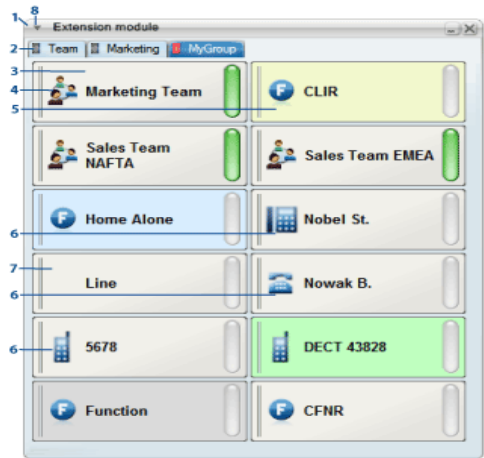 8
1 Extension module
2 Team Marketing MyGroup
3
4 Marketing Team
CLIR
5
Sales Team
NAFTA
Sales Team EMEA
Home Alone
6 Nobel St.
7
Line
6 Nowak B.
6 5678
DECT 43828
F Function
F CFNR